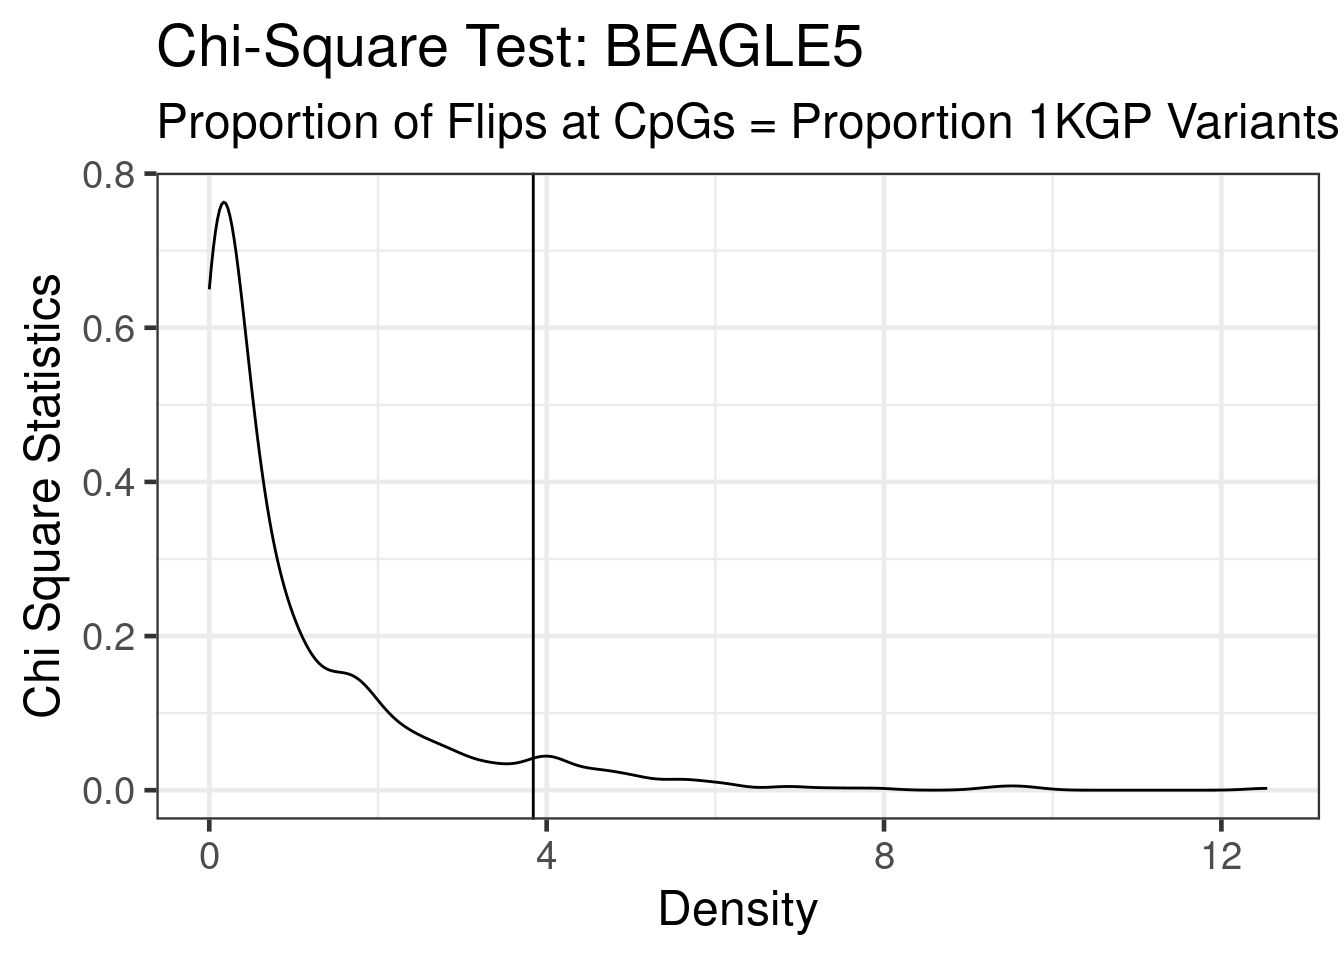 Chi-Square Test: BEAGLE5
Proportion of Flips at CpGs = Proportion 1KGP Variants
Chi Square Statistics
0.8
0.6
0.4
0.2
0.0
0
4
8
12
Density